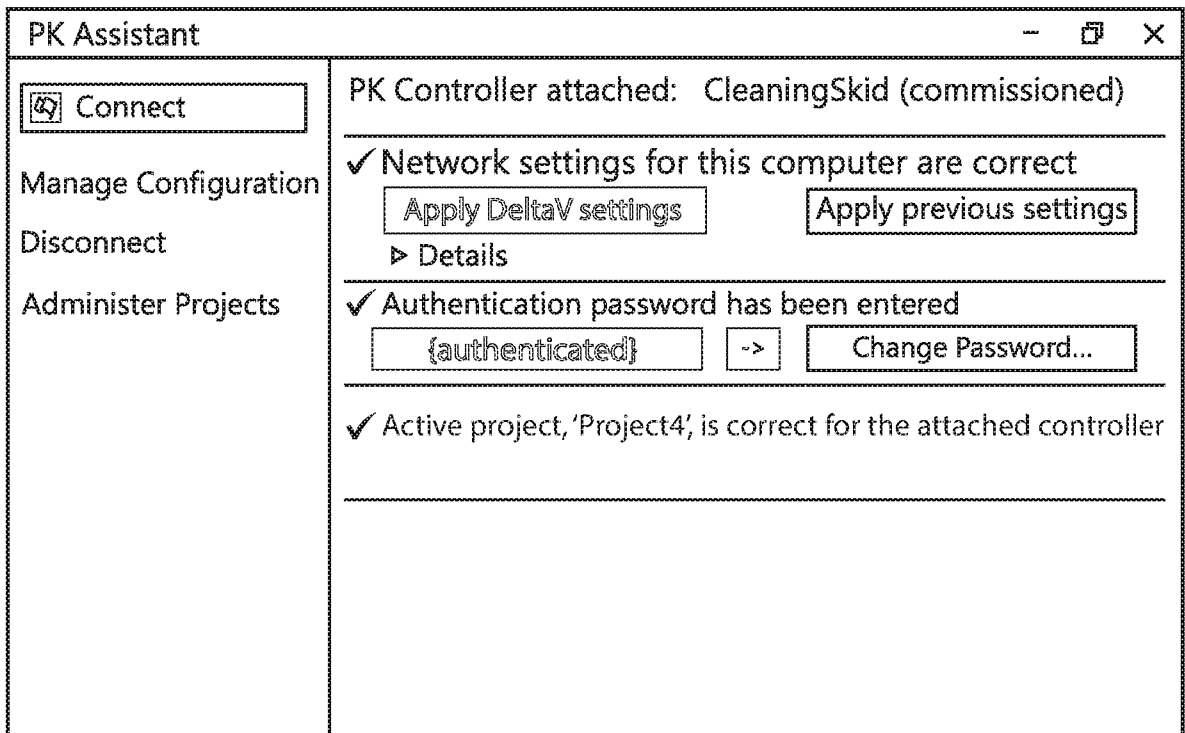 PK Assistant
Connect
Manage Configuration
Disconnect
Administer Projects
PK Controller attached: CleaningSkid (commissioned)
✓ Network settings for this computer are correct
Apply DeltaV settings
Apply previous settings
▷ Details
✓ Authentication password has been entered
{authenticated}
->
Change Password...
✓ Active project, 'Project4', is correct for the attached controller